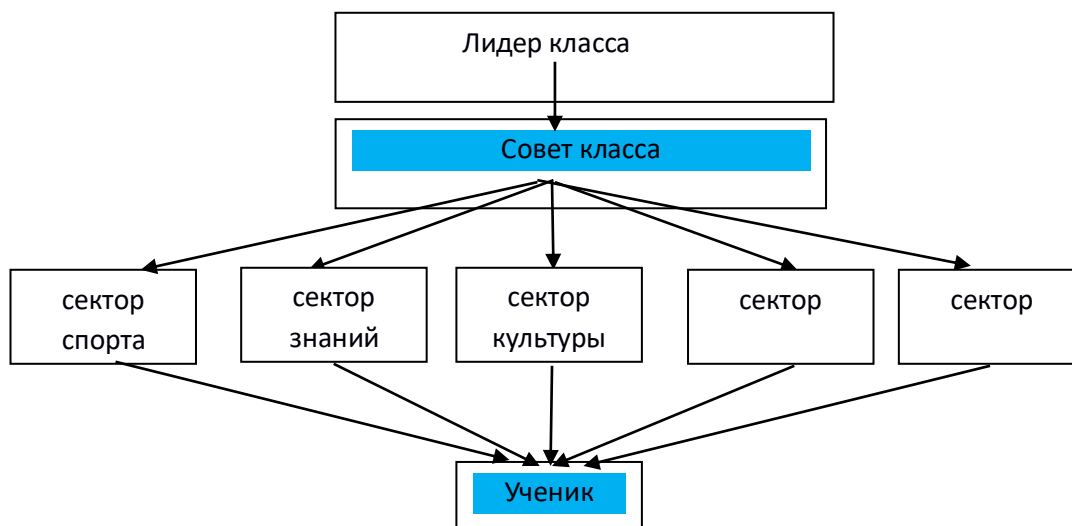 Лидер класса
Совет класса
сектор
спорта
сектор
знаний
сектор
культуры
сектор
сектор
Ученик